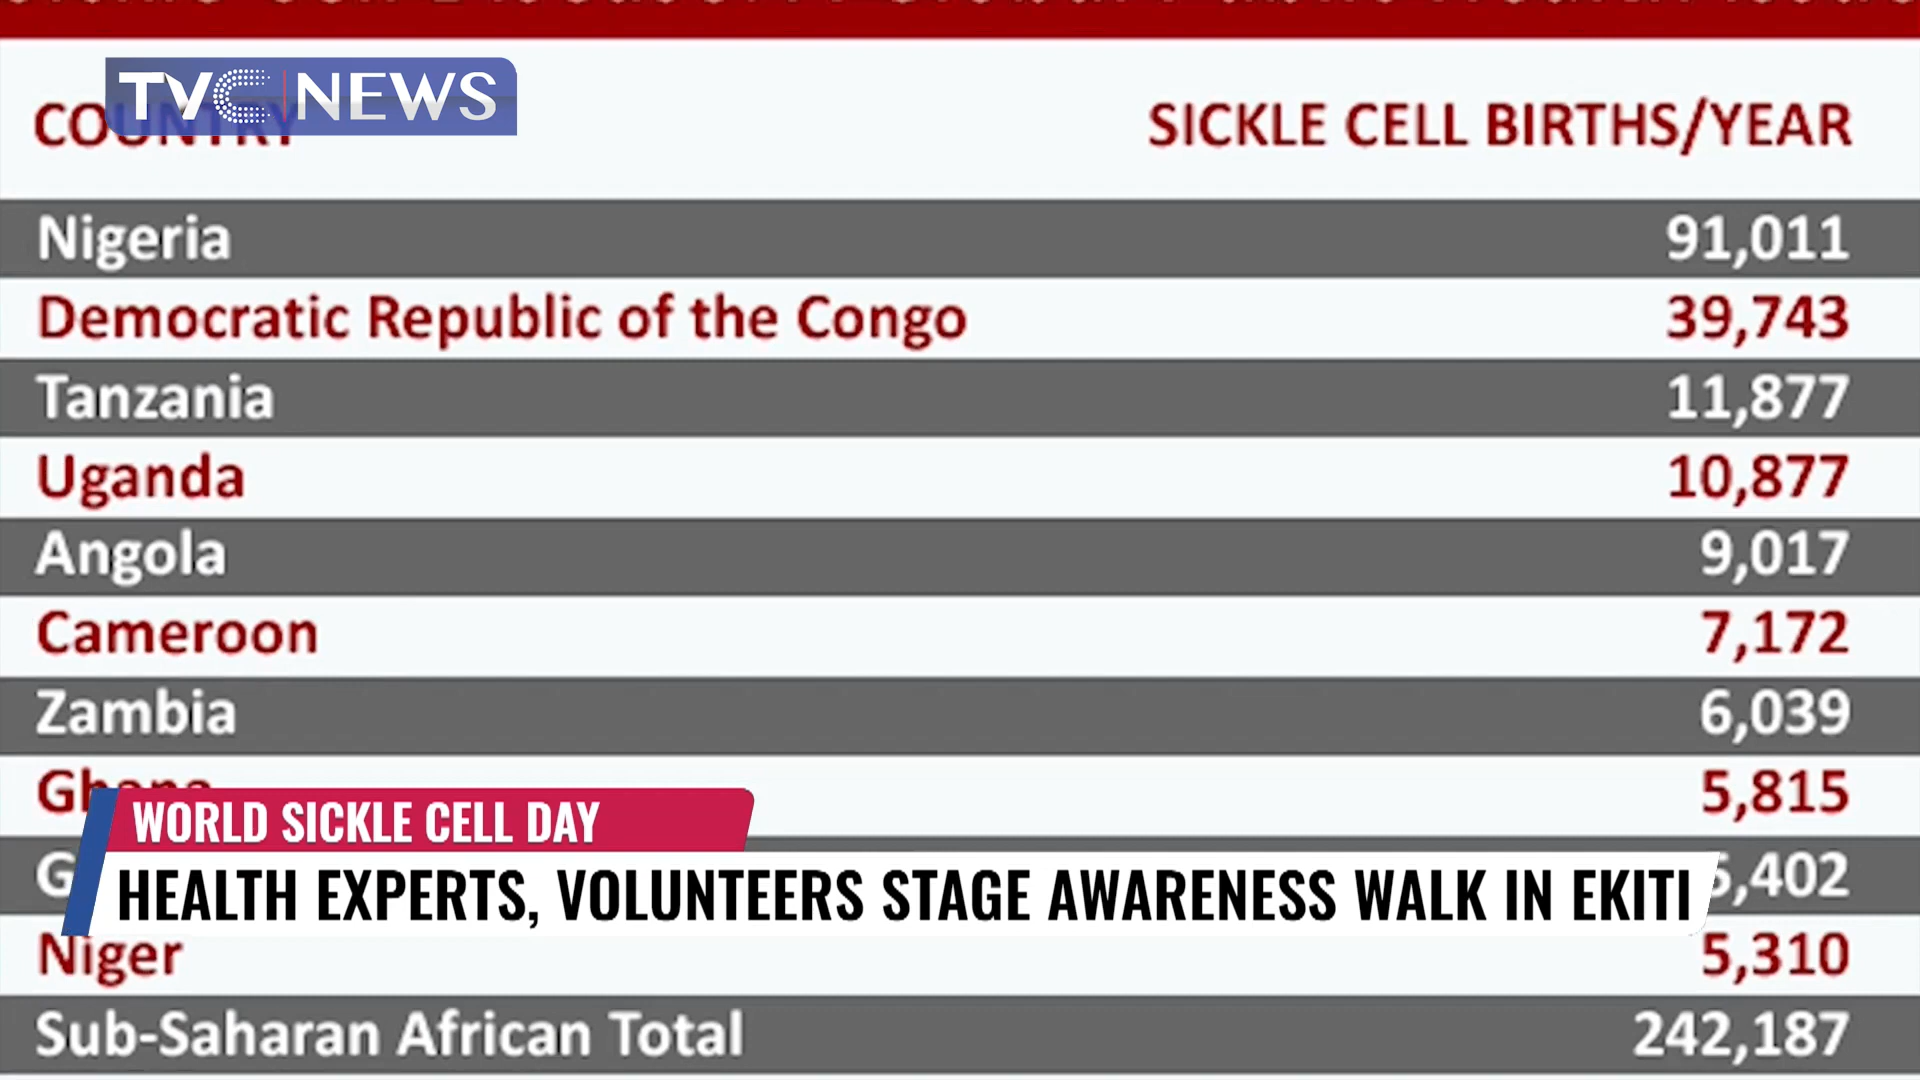 TVC NEWS
COUNTRY SICKLE CELL BIRTHS/YEAR
Nigeria 91,011
Democratic Republic of the Congo 39,743
Tanzania 11,877
Uganda 10,877
Angola 9,017
Cameroon 7,172
Zambia 6,039
Ghana 5,815
WORLD SICKLE CELL DAY
HEALTH EXPERTS, VOLUNTEERS STAGE AWARENESS WALK IN EKITI
Niger 5,310
Sub-Saharan African Total 242,187